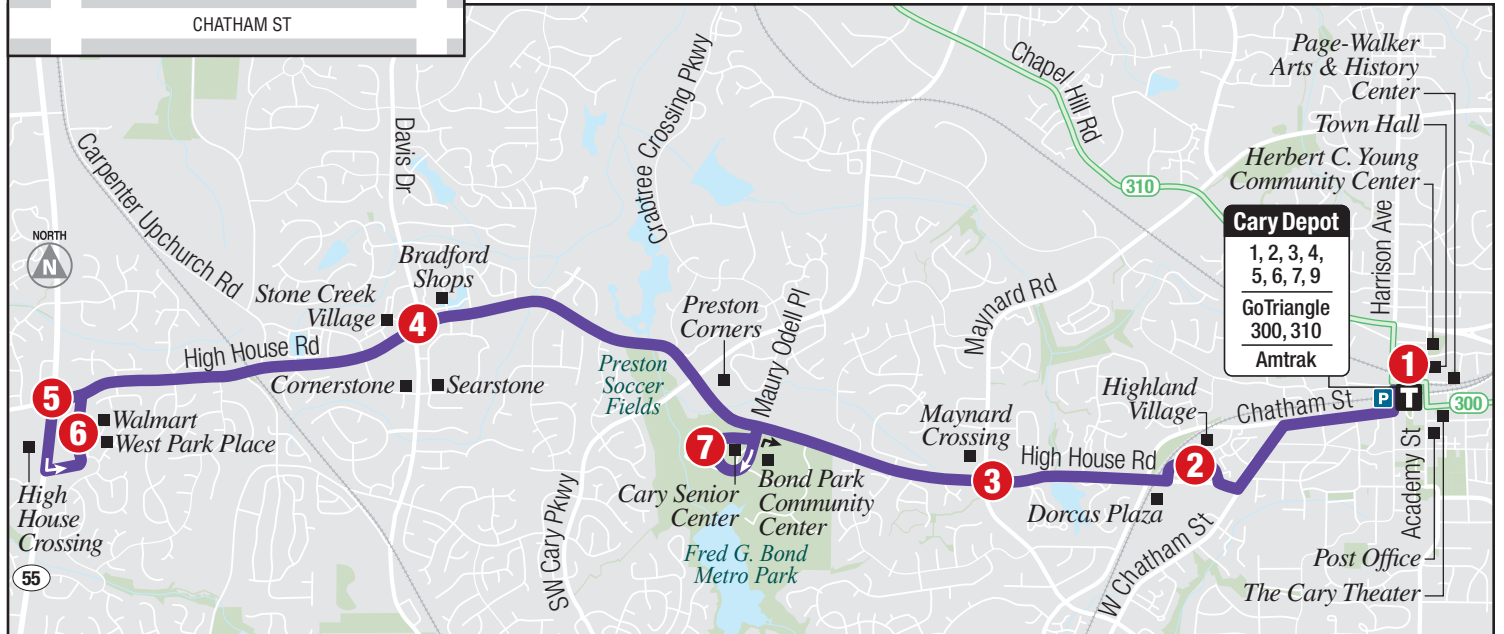 CHATHAM ST
NORTH
N
Carpenter Upchurch Rd
Davis Dr
Crabtree Crossing Pkwy
Chapel Hill Rd
310
Page-Walker
Arts & History
Center
Town Hall
Herbert C. Young
Community Center
Harrison Ave
Cary Depot
1, 2, 3, 4,
5, 6, 7, 9
GoTriangle
300, 310
Amtrak
Bradford
Shops
Stone Creek
Village
4
High House Rd
Cornerstone
Searstone
Preston
Soccer
Fields
Preston
Corners
Maury Odell Pl
Maynard Rd
Maynard
Crossing
3
High House Rd
Highland
Village
2
Chatham St
P
T
1
300
5
6
Walmart
West Park Place
High
House
Crossing
55
SW Cary Pkwy
7
Cary Senior
Center
Bond Park
Community
Center
Fred G. Bond
Metro Park
Dorcas Plaza
W Chatham St
Academy St
Post Office
The Cary Theater